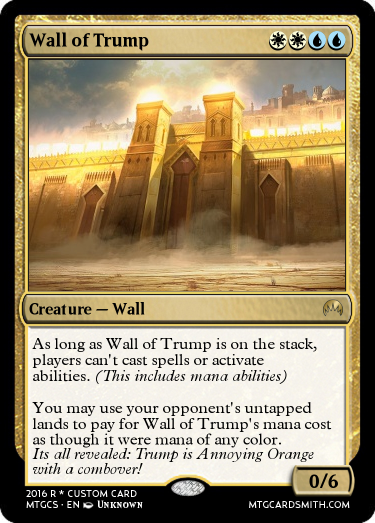 Wall of Trump
Creature — Wall
As long as Wall of Trump is on the stack,
players can't cast spells or activate
abilities. (This includes mana abilities)
You may use your opponent's untapped
lands to pay for Wall of Trump's mana cost
as though it were mana of any color.
Its all revealed: Trump is Annoying Orange
with a combover!
0/6
2016 R * CUSTOM CARD
MTGCS • EN Unknown
MTGCARDSMITH.COM